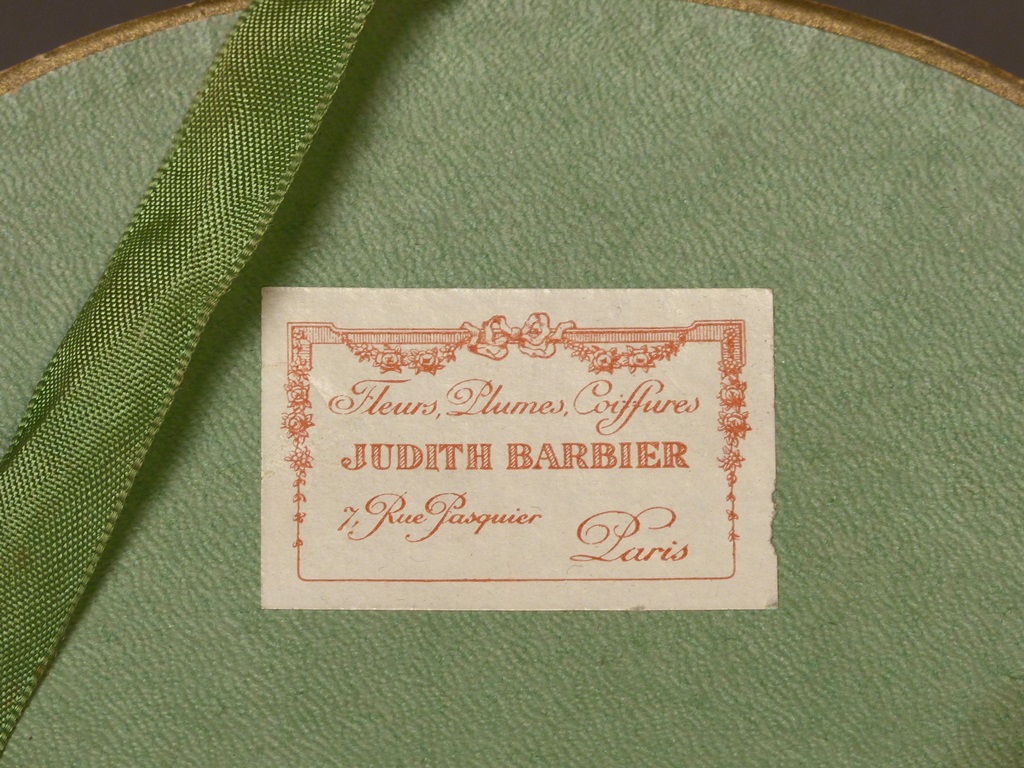 Fleurs, Plumes, Coiffures
JUDITH BARBIER
7, Rue Pasquier
Paris